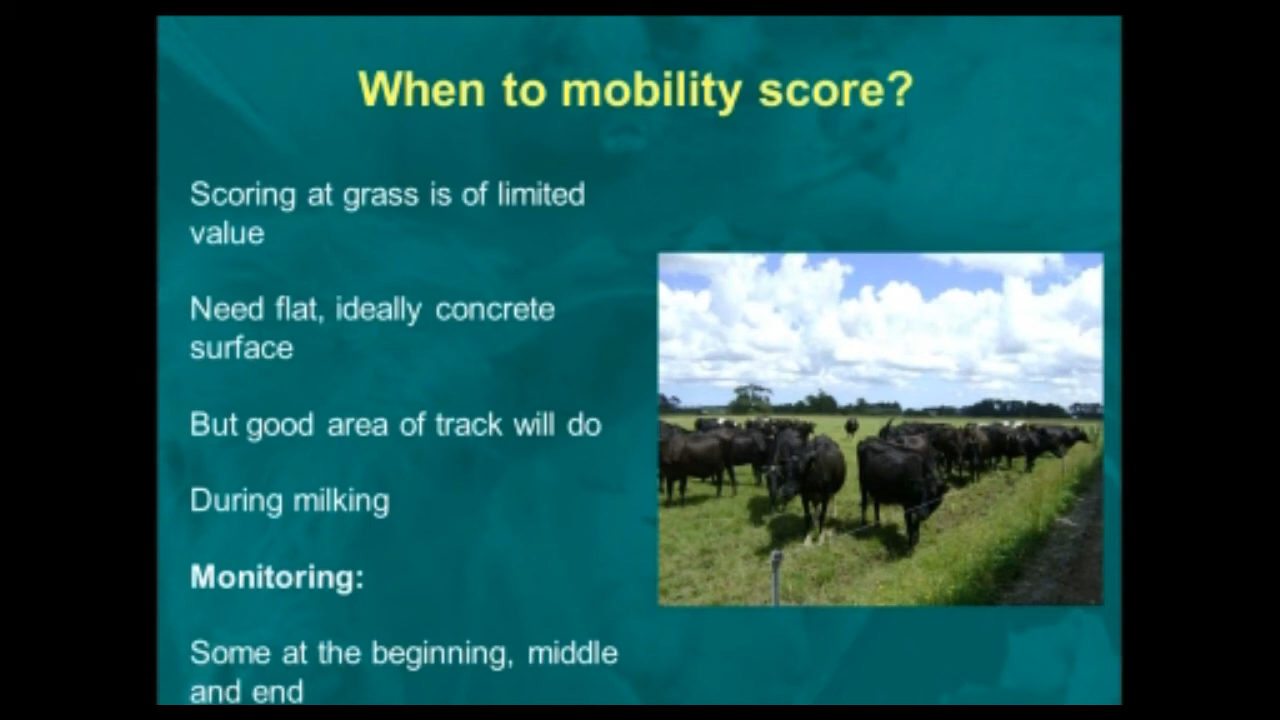 When to mobility score?
Scoring at grass is of limited
value
Need flat, ideally concrete
surface
But good area of track will do
During milking
Monitoring:
Some at the beginning, middle
and end